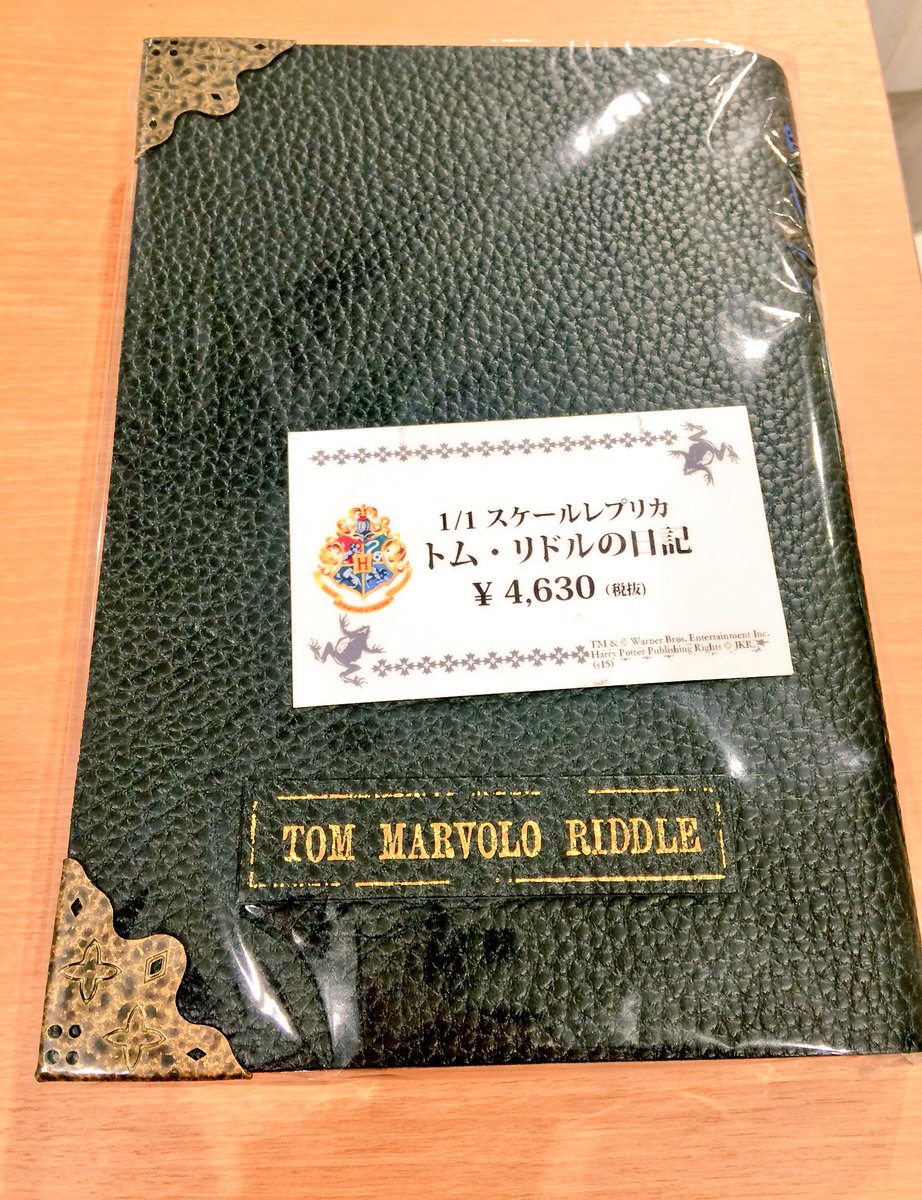 1/1 スケールレプリカ
トム・リドルの日記
¥ 4,630 (税抜)
TM & © Warner Bros. Entertainment Inc.
Harry Potter Publishing Rights © JKR.
(s15)
H
TOM MARVOLO RIDDLE